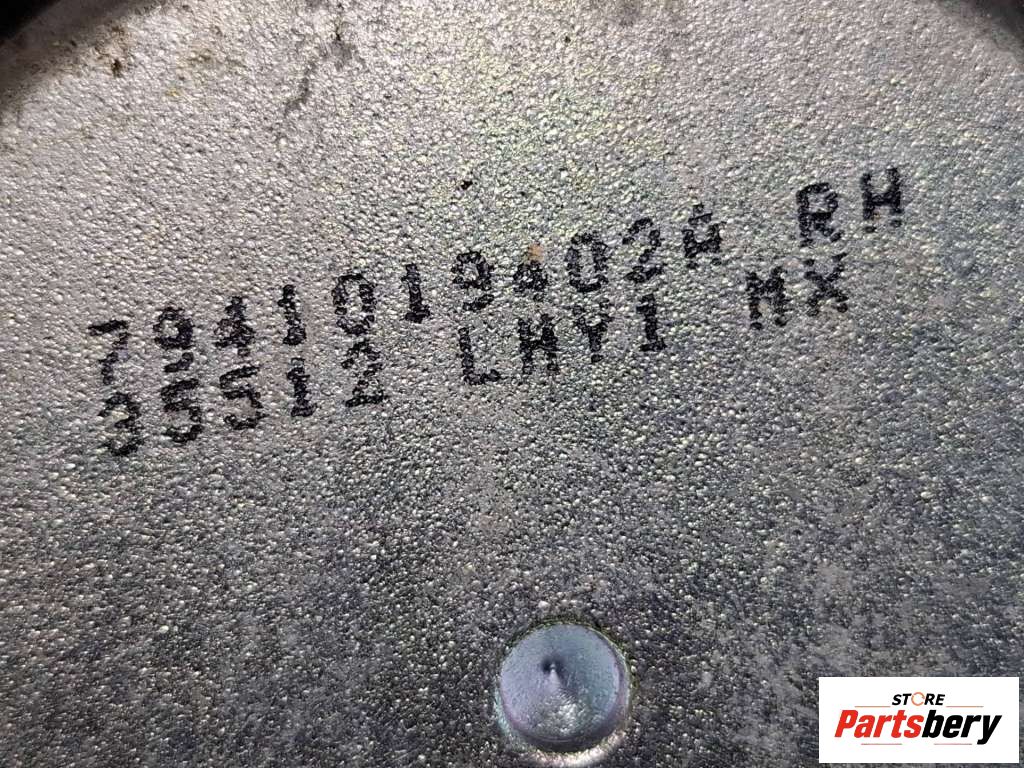 7941019402A RH
35512 LHY1 MX
STORE
Partsbery